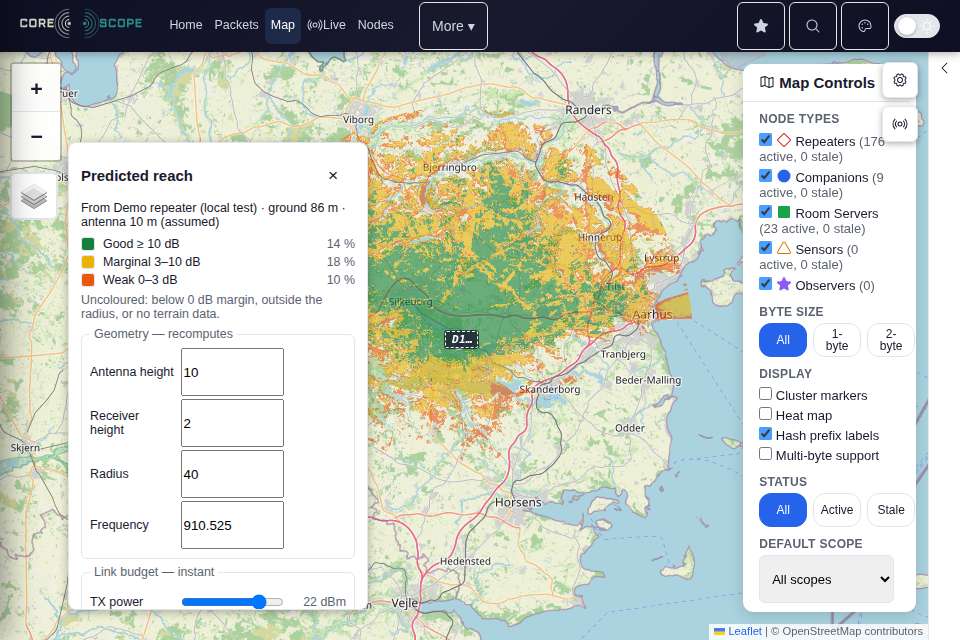 CORE SCOPE
Home Packets Map Live Nodes More ▾
+
−
Map Controls
NODE TYPES
Repeaters (176 active, 0 stale)
Companions (9 active, 0 stale)
Room Servers (23 active, 0 stale)
Sensors (0 active, 0 stale)
Observers (0)
BYTE SIZE
All
1-byte
2-byte
DISPLAY
Cluster markers
Heat map
Hash prefix labels
Multi-byte support
STATUS
All Active Stale
DEFAULT SCOPE
All scopes
Predicted reach ×
From Demo repeater (local test) · ground 86 m ·
antenna 10 m (assumed)
Good ≥ 10 dB 14 %
Marginal 3–10 dB 18 %
Weak 0–3 dB 10 %
Uncoloured: below 0 dB margin, outside the
radius, or no terrain data.
Geometry — recomputes
Antenna height 10
Receiver height 2
Radius 40
Frequency 910.525
Link budget — instant
TX power 22 dBm
Randers
Viborg
Bjerringbro
Hadsten
Hinnerup
Lystrup
Tilst
Silkeborg
Aarhus
D1…
Tranbjerg
Beder-Malling
Skanderborg
Odder
Skjern
Horsens
Hedensted
Vejle
Leaflet | © OpenStreetMap contributors